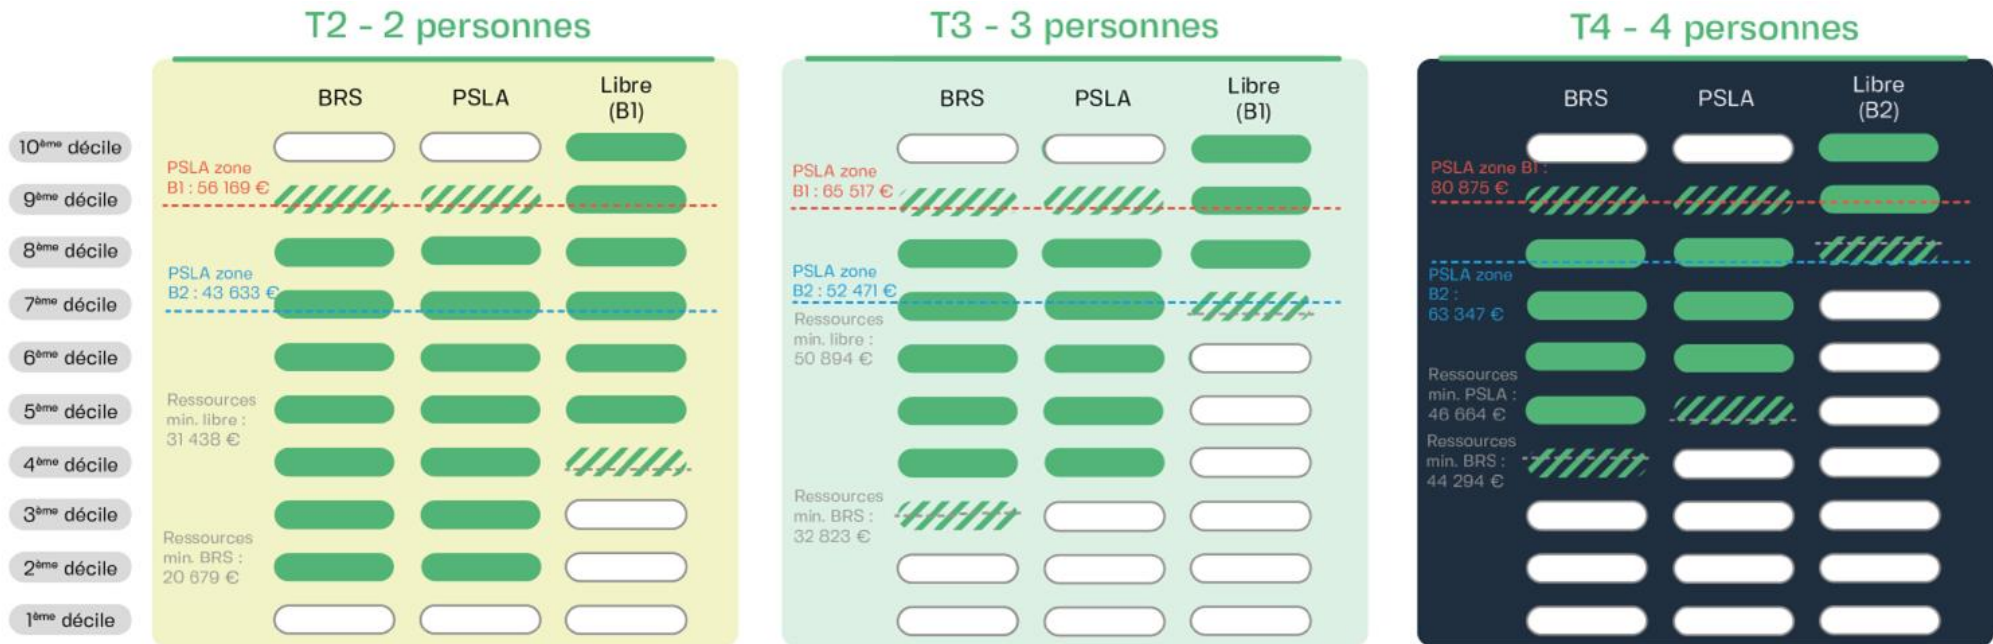 T2 - 2 personnes
T3 - 3 personnes
T4 - 4 personnes
BRS
PSLA
Libre
(B1)
BRS
PSLA
Libre
(B1)
BRS
PSLA
Libre
(B2)
10ème décile
9ème décile
8ème décile
7ème décile
6ème décile
5ème décile
4ème décile
3ème décile
2ème décile
1ème décile
PSLA zone
B1 : 56 169 €
PSLA zone
B2 : 43 633 €
Ressources
min. libre :
31 438 €
Ressources
min. BRS :
20 679 €
PSLA zone
B1 : 65 517 €
PSLA zone
B2 : 52 471 €
Ressources
min. libre :
50 894 €
Ressources
min. BRS :
32 823 €
PSLA zone B1 :
80 875 €
PSLA zone
B2 :
63 347 €
Ressources
min. PSLA :
46 664 €
Ressources
min. BRS :
44 294 €